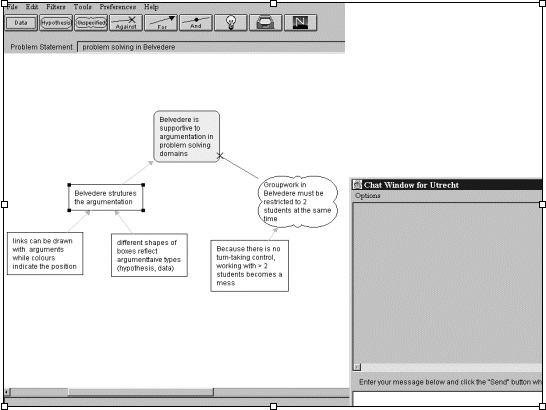 File Edit Filters Tools Preferences Help
Data Hypothesis Unspecified Against For And
Problem Statement: problem solving in Belvedere
Belvedere is
supportive to
argumentation in
problem solving
domains
Belvedere strutures
the argumentation
Groupwork in
Belvedere must be
restricted to 2
students at the same
time
links can be drawn
with arguments
while colours
indicate the position
different shapes of
boxes reflect
argumenttaive types
(hypothesis, data)
Because there is no
turn-taking control,
working with > 2
students becomes a
mess
Chat Window for Utrecht
Options
Enter your message below and click the "Send" button wh